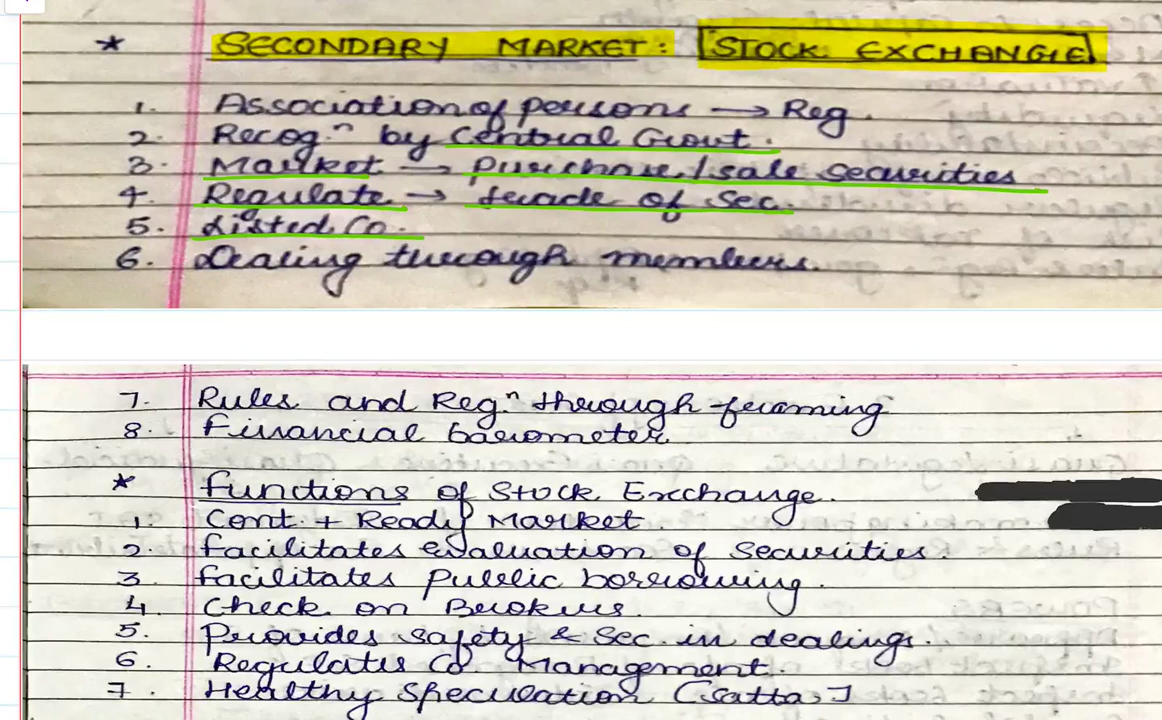 * SECONDARY MARKET: STOCK EXCHANGE
1. Association of persons → Reg.
2. Recog.ⁿ by Central Govt.
3. Market → purchase/sale securities
4. Regulate → trade of Sec.
5. Listed Co.
6. Dealing through members.
7. Rules and Reg.ⁿ through framing
8. Financial barometer.
* Functions of Stock Exchange.
1. Cont. + Ready Market
2. Facilitates evaluation of securities.
3. Facilitates Public borrowing.
4. Check on Brokers.
5. Provides safety & Sec. in dealings.
6. Regulates Co. Management.
7. Healthy Speculation (Satta)